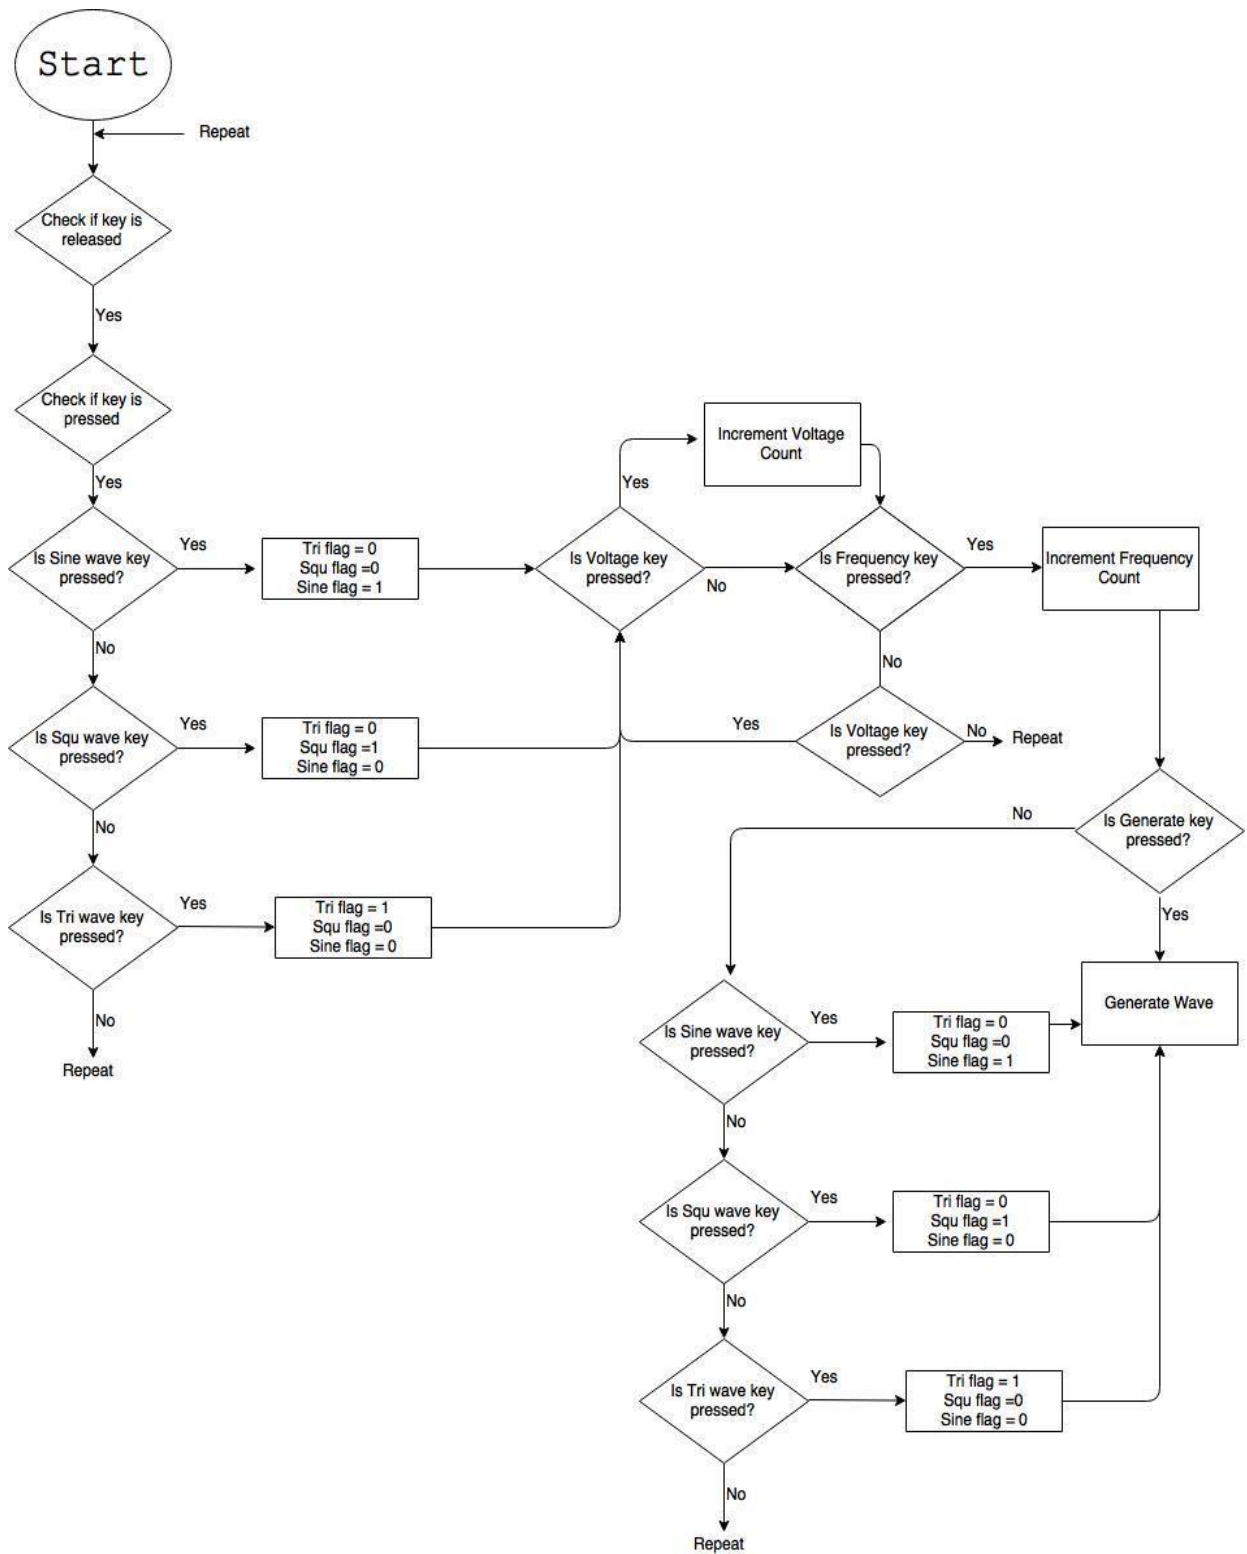 Start
Repeat
Check if key is
released
Yes
Check if key is
pressed
Yes
Is Sine wave key
pressed?
Yes
Tri flag = 0
Squ flag =0
Sine flag = 1
No
Is Squ wave key
pressed?
Yes
Tri flag = 0
Squ flag =1
Sine flag = 0
No
Is Tri wave key
pressed?
Yes
Tri flag = 1
Squ flag =0
Sine flag = 0
No
Repeat
Is Voltage key
pressed?
Yes
Increment Voltage
Count
No
Is Frequency key
pressed?
Yes
Increment Frequency
Count
No
Is Voltage key
pressed?
Yes
No
Repeat
Is Generate key
pressed?
No
Yes
Generate Wave
Is Sine wave key
pressed?
Yes
Tri flag = 0
Squ flag =0
Sine flag = 1
No
Is Squ wave key
pressed?
Yes
Tri flag = 0
Squ flag =1
Sine flag = 0
No
Is Tri wave key
pressed?
Yes
Tri flag = 1
Squ flag =0
Sine flag = 0
No
Repeat